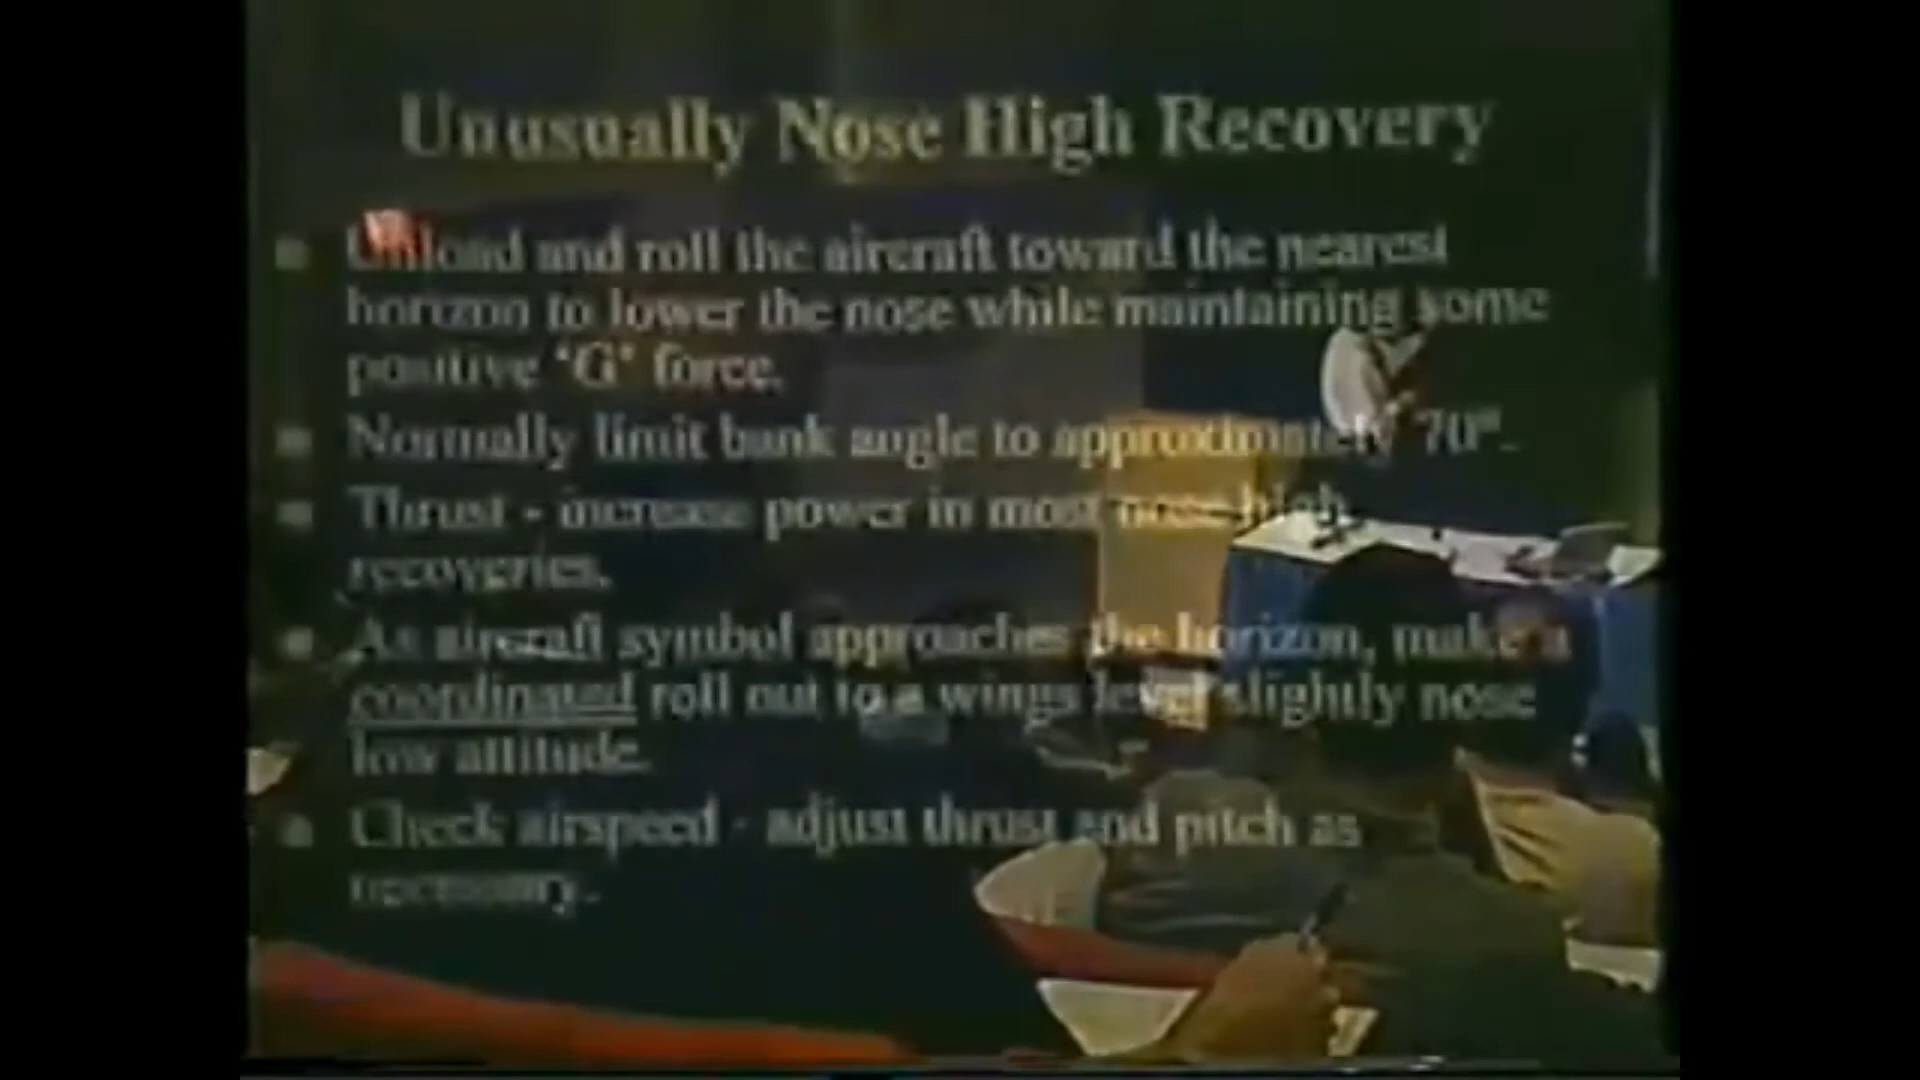 Unusually Nose High Recovery
Unload and roll the aircraft toward the nearest
horizon to lower the nose while maintaining some
positive 'G' force.
Normally limit bank angle to approximately 70°.
Thrust - increase power in most nose high
recoveries.
As aircraft symbol approaches the horizon, make a
coordinated roll out to a wings level slightly nose
low attitude.
Check airspeed - adjust thrust and pitch as
necessary.